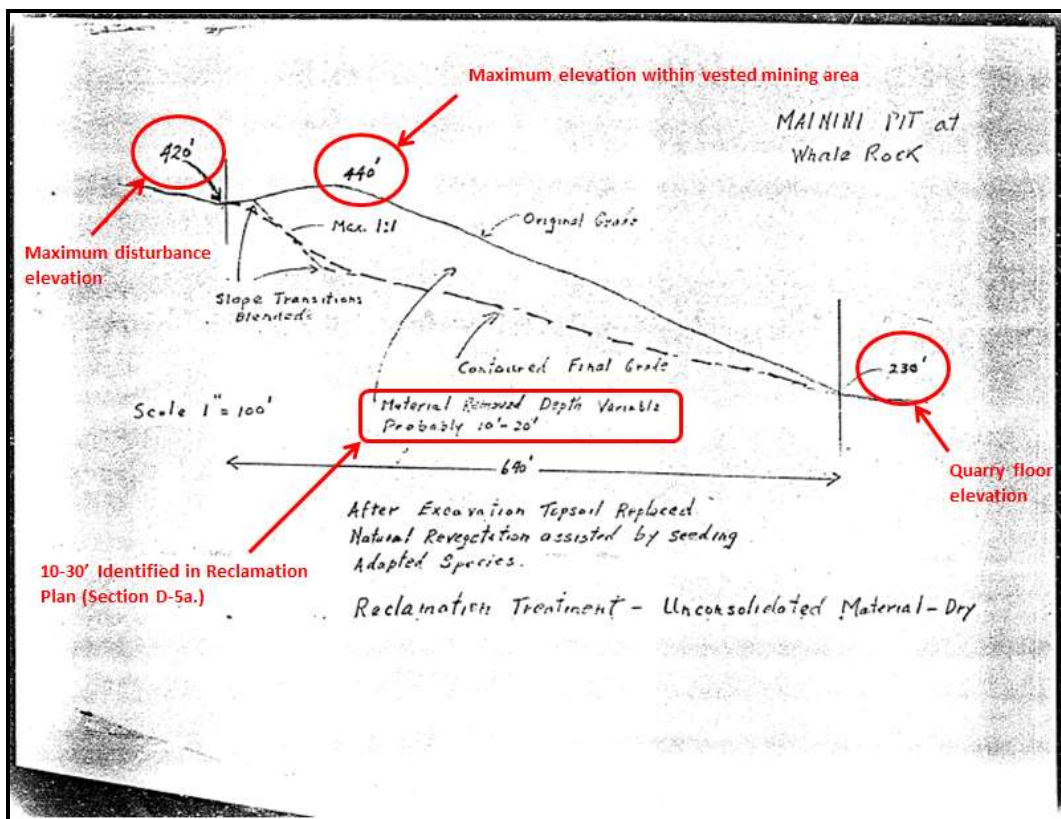 Maximum elevation within vested mining area
MAININI PIT at
Whale Rock
420'
440'
Original Grade
Max. 1:1
Maximum disturbance
elevation
Slope Transitions
Blended
Contoured Final Grade
230'
Scale 1" = 100'
Material Removed Depth Variable
Probably 10'-20'
640'
Quarry floor
elevation
After Excavation Topsoil Replaced.
Natural Revegetation assisted by seeding
Adapted Species.
10-30' Identified in Reclamation
Plan (Section D-5a.)
Reclamation Treatment - Unconsolidated Material - Dry